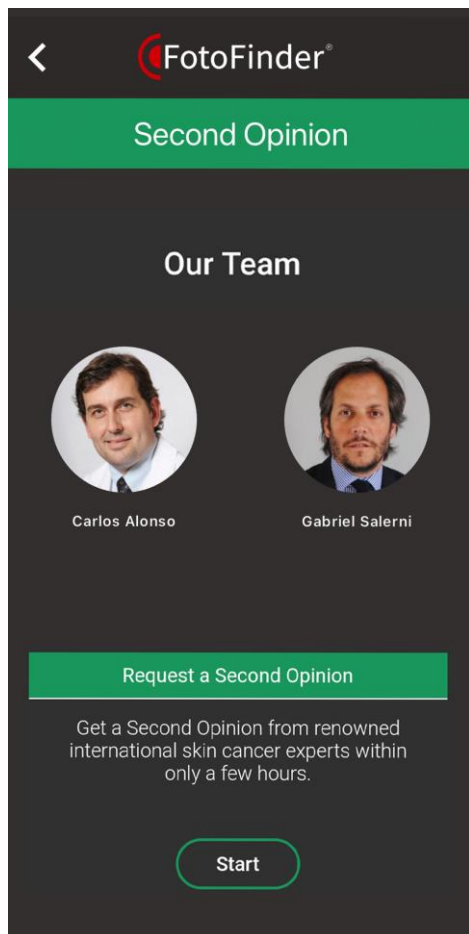 FotoFinder®
Second Opinion
Our Team
Carlos Alonso
Gabriel Salerni
Request a Second Opinion
Get a Second Opinion from renowned
international skin cancer experts within
only a few hours.
Start